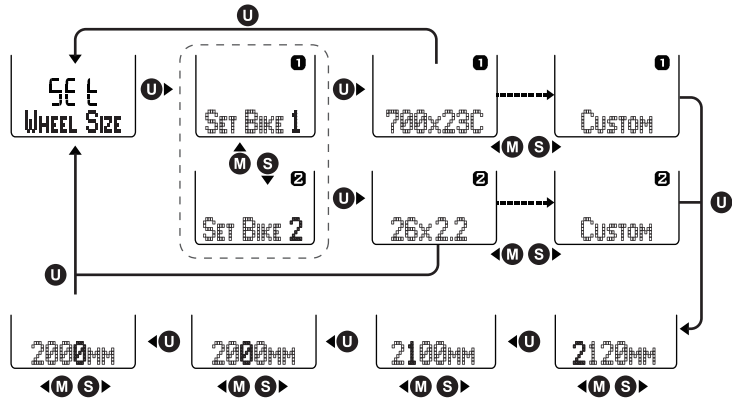 U
1 1 1
SEt
WHEEL SIZE
U U
SET BIKE 1 700x23C CUSTOM
M S M S
2 2 2
U U
SET BIKE 2 26x2.2 CUSTOM
M S
U
2000MM U 2000MM U 2100MM U 2120MM
M S M S M S M S